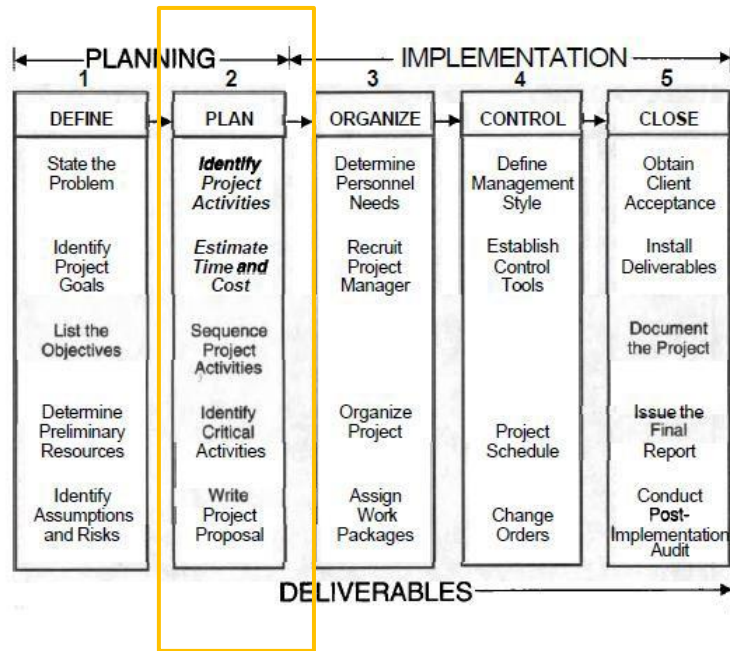 PLANNING
IMPLEMENTATION
1
2
3
4
5
DEFINE
PLAN
ORGANIZE
CONTROL
CLOSE
State the
Problem
Identify
Project
Goals
List the
Objectives
Determine
Preliminary
Resources
Identify
Assumptions
and Risks
Identify
Project
Activities
Estimate
Time and
Cost
Sequence
Project
Activities
Identify
Critical
Activities
Write
Project
Proposal
Determine
Personnel
Needs
Recruit
Project
Manager
Organize
Project
Assign
Work
Packages
Define
Management
Style
Establish
Control
Tools
Project
Schedule
Change
Orders
Obtain
Client
Acceptance
Install
Deliverables
Document
the Project
Issue the
Final
Report
Conduct
Post-
Implementation
Audit
DELIVERABLES